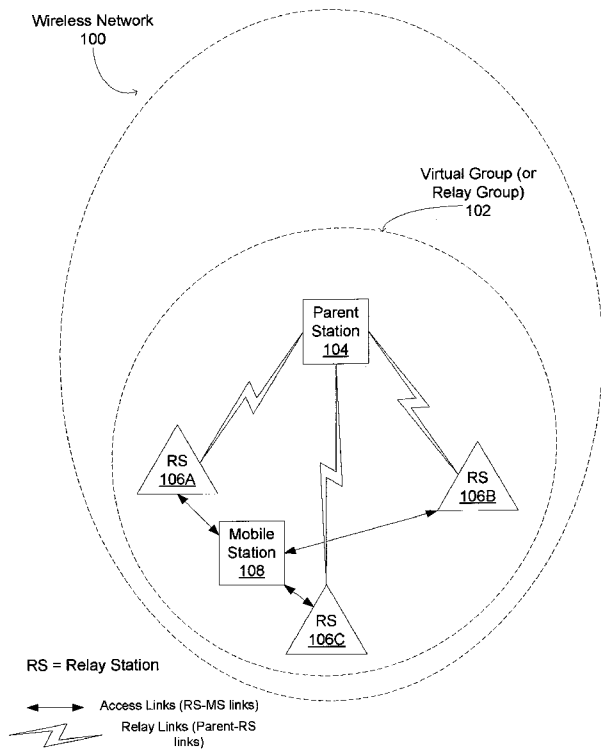 Wireless Network
100
Virtual Group (or
Relay Group)
102
Parent
Station
104
RS
106A
RS
106B
Mobile
Station
108
RS
106C
RS = Relay Station
Access Links (RS-MS links)
Relay Links (Parent-RS
links)